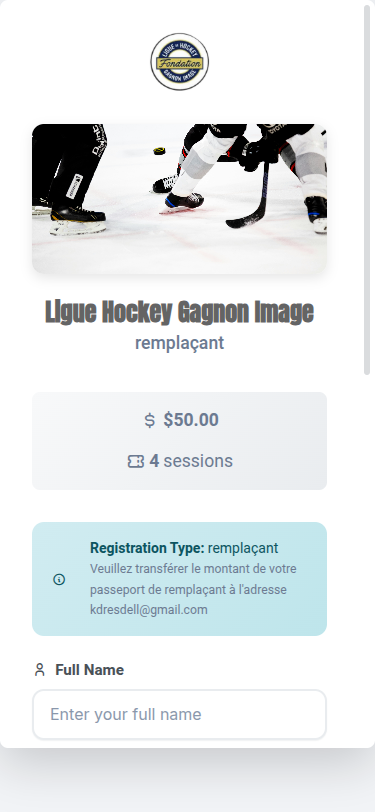 LIGUE DE HOCKEY
Fondation
GAGNON IMAGE
Ligue Hockey Gagnon Image
remplaçant
$50.00
4 sessions
Registration Type: remplaçant
Veuillez transférer le montant de votre
passeport de remplaçant à l'adresse
kdresdell@gmail.com
Full Name
Enter your full name